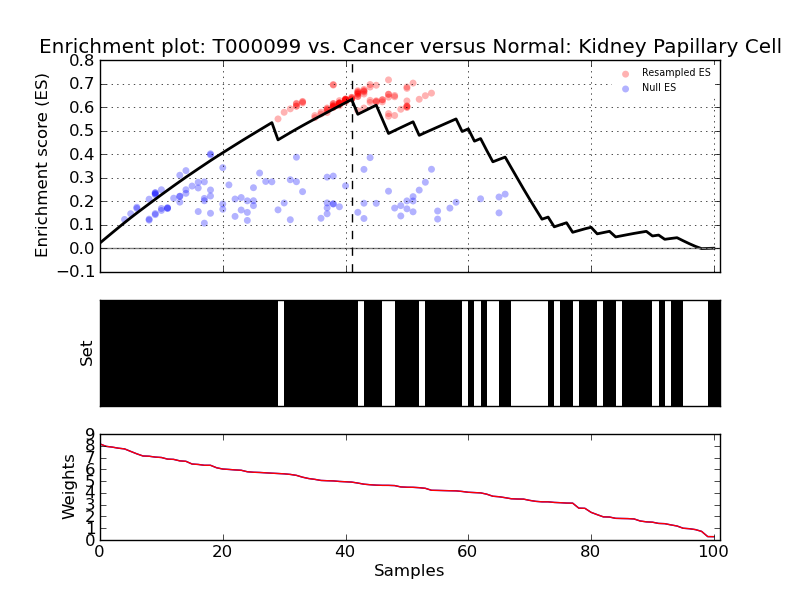 Enrichment plot: T000099 vs. Cancer versus Normal: Kidney Papillary Cell
0.8
0.7
0.6
0.5
0.4
0.3
0.2
0.1
0.0
−0.1
Enrichment score (ES)
Resampled ES
Null ES
Set
9
8
7
6
5
4
3
2
1
0
Weights
0 20 40 60 80 100
Samples